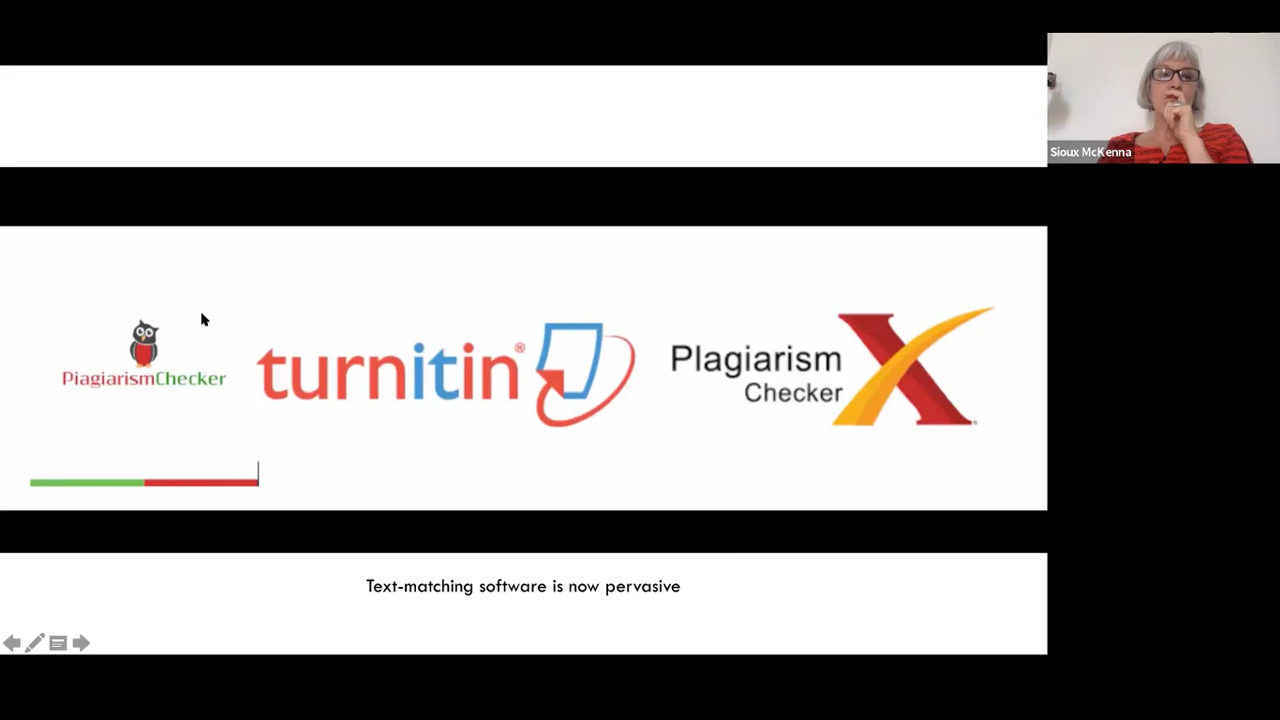 Sioux McKenna
PlagiarismChecker
turnitin®
Plagiarism
Checker
X
Text-matching software is now pervasive